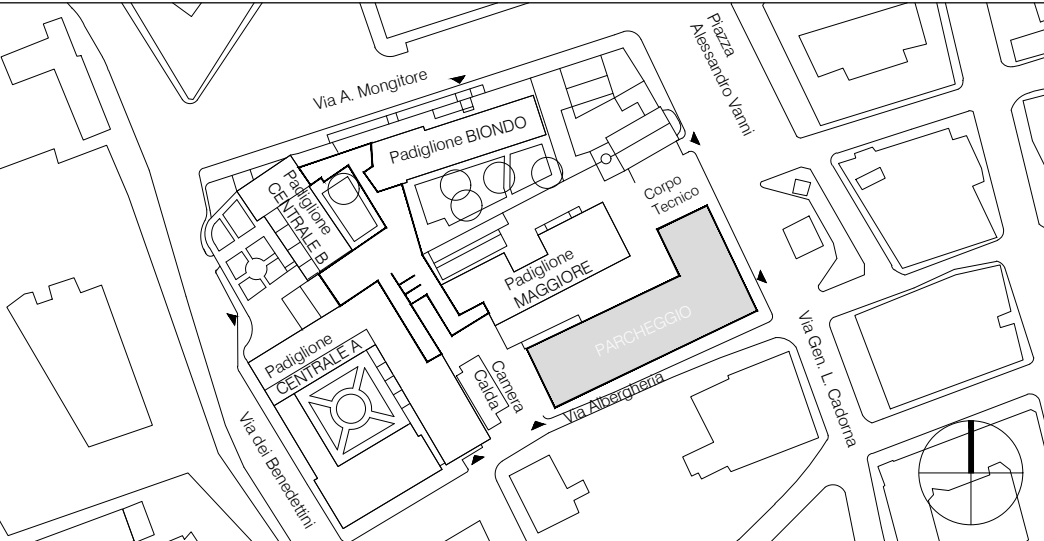 Piazza
Alessandro Vanni
Via A. Mongitore
Padiglione BIONDO
Padiglione
CENTRALE B
Corpo
Tecnico
Padiglione
MAGGIORE
PARCHEGGIO
Padiglione
CENTRALE A
Camera
Calda
Via Albergheria
Via Gen. L. Cadorna
Via dei Benedettini